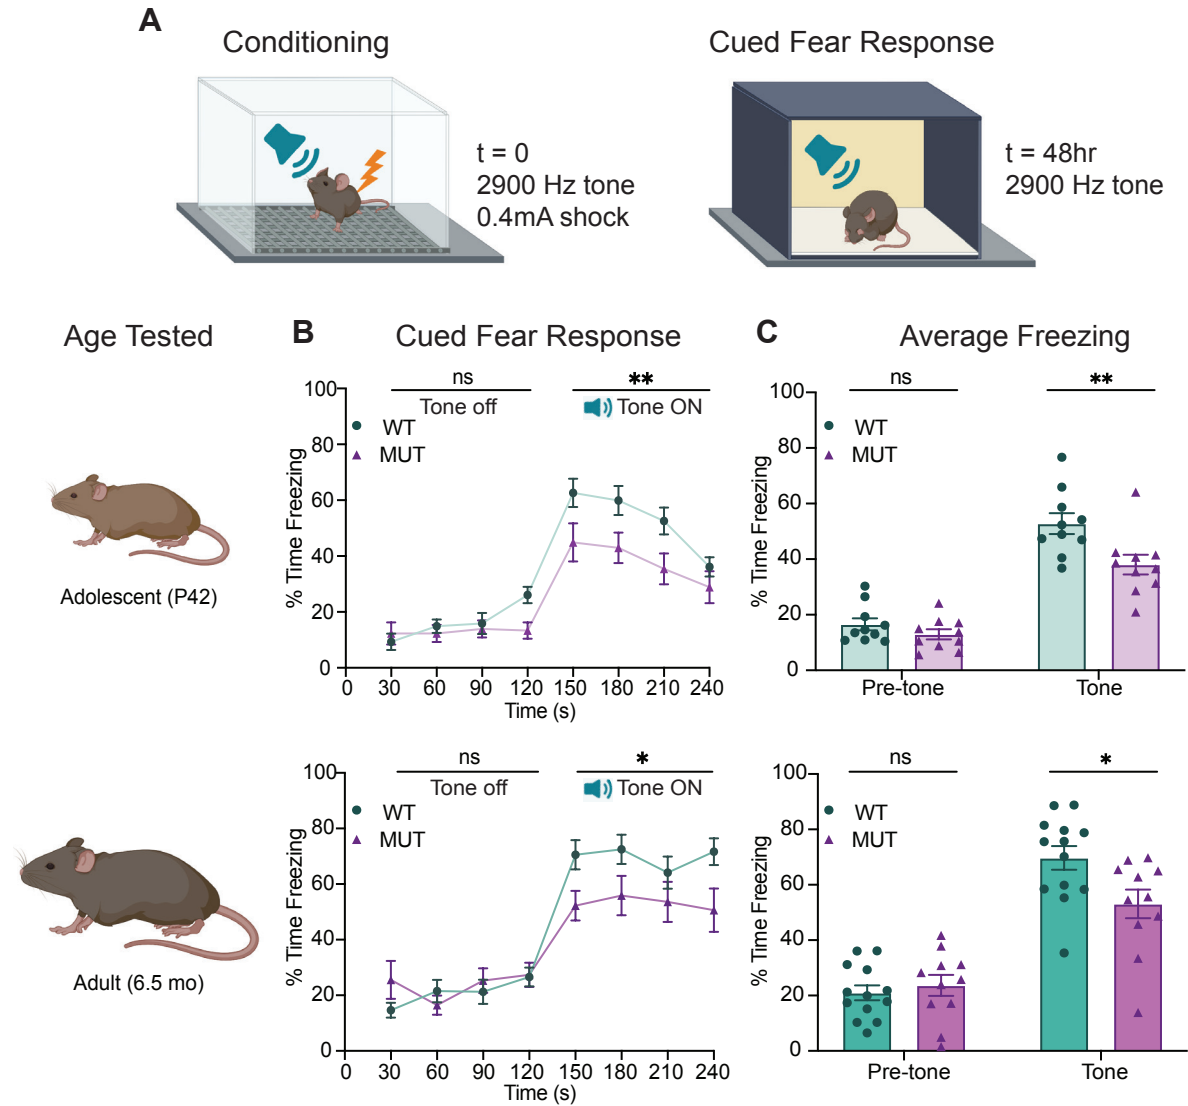 A
Conditioning
Cued Fear Response
t = 0
2900 Hz tone
0.4mA shock
t = 48hr
2900 Hz tone
Age Tested
B
Cued Fear Response
C
Average Freezing
Adolescent (P42)
ns
**
Tone off
Tone ON
WT
MUT
% Time Freezing
100
80
60
40
20
0
0 30 60 90 120 150 180 210 240
Time (s)
ns
**
WT
MUT
% Time Freezing
100
80
60
40
20
0
Pre-tone
Tone
Adult (6.5 mo)
ns
*
Tone off
Tone ON
WT
MUT
% Time Freezing
100
80
60
40
20
0
0 30 60 90 120 150 180 210 240
Time (s)
ns
*
WT
MUT
% Time Freezing
100
80
60
40
20
0
Pre-tone
Tone